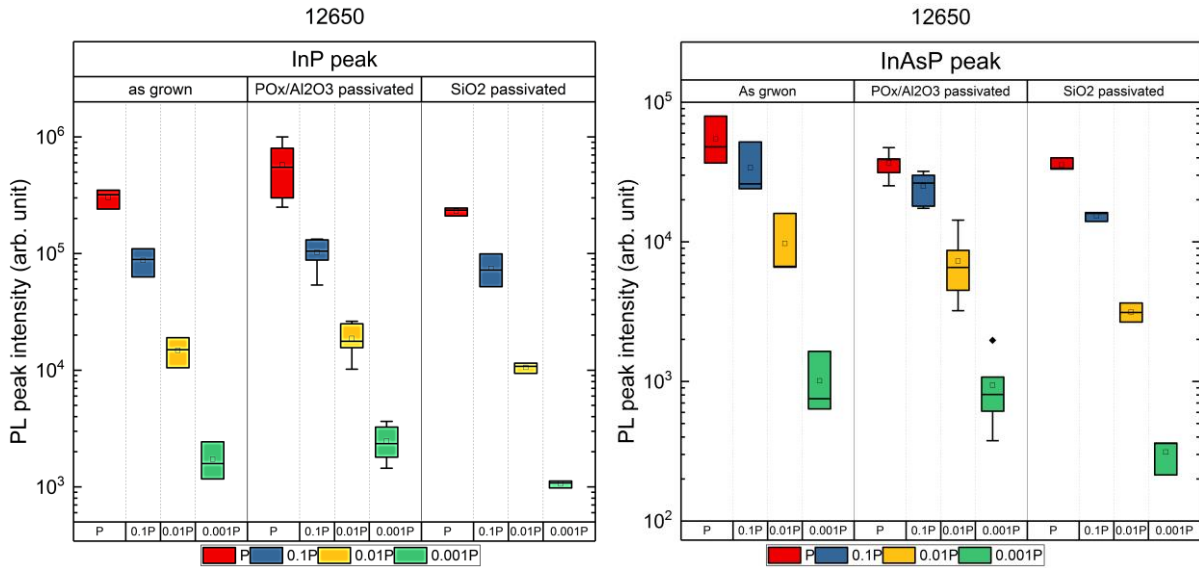 12650
InP peak
as grown POx/Al2O3 passivated SiO2 passivated
PL peak intensity (arb. unit)
10^6
10^5
10^4
10^3
P 0.1P 0.01P 0.001P P 0.1P 0.01P 0.001P P 0.1P 0.01P 0.001P
P 0.1P 0.01P 0.001P
12650
InAsP peak
As grwon POx/Al2O3 passivated SiO2 passivated
PL peak intensity (arb. unit)
10^5
10^4
10^3
10^2
P 0.1P 0.01P 0.001P P 0.1P 0.01P 0.001P P 0.1P 0.01P 0.001P
P 0.1P 0.01P 0.001P